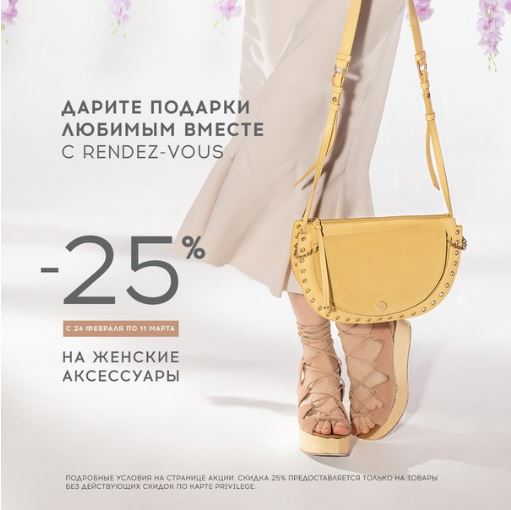 ДАРИТЕ ПОДАРКИ
ЛЮБИМЫМ ВМЕСТЕ
С RENDEZ-VOUS
-25%
С 24 ФЕВРАЛЯ ПО 11 МАРТА
НА ЖЕНСКИЕ
АКСЕССУАРЫ
ПОДРОБНЫЕ УСЛОВИЯ НА СТРАНИЦЕ АКЦИИ. СКИДКА 25% ПРЕДОСТАВЛЯЕТСЯ ТОЛЬКО НА ТОВАРЫ
БЕЗ ДЕЙСТВУЮЩИХ СКИДОК ПО КАРТЕ PRIVILEGE.